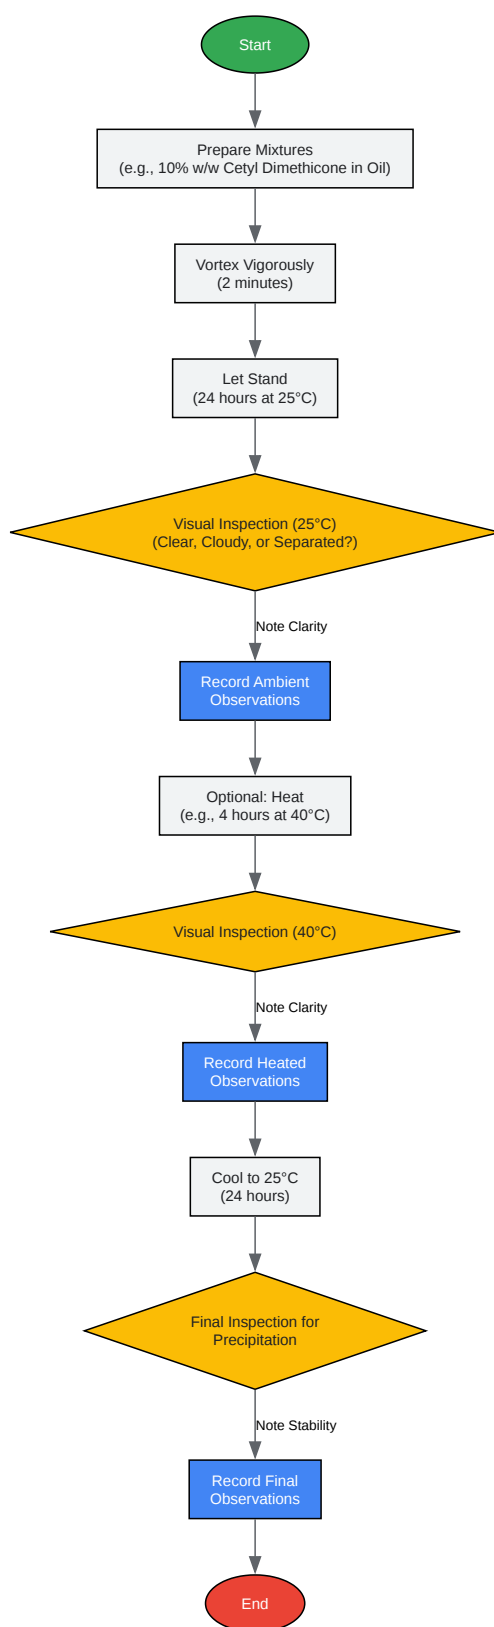 Start
Prepare Mixtures
(e.g., 10% w/w Cetyl Dimethicone in Oil)
Vortex Vigorously
(2 minutes)
Let Stand
(24 hours at 25°C)
Visual Inspection (25°C)
(Clear, Cloudy, or Separated?)
Note Clarity
Record Ambient
Observations
Optional: Heat
(e.g., 4 hours at 40°C)
Visual Inspection (40°C)
Note Clarity
Record Heated
Observations
Cool to 25°C
(24 hours)
Final Inspection for
Precipitation
Note Stability
Record Final
Observations
End